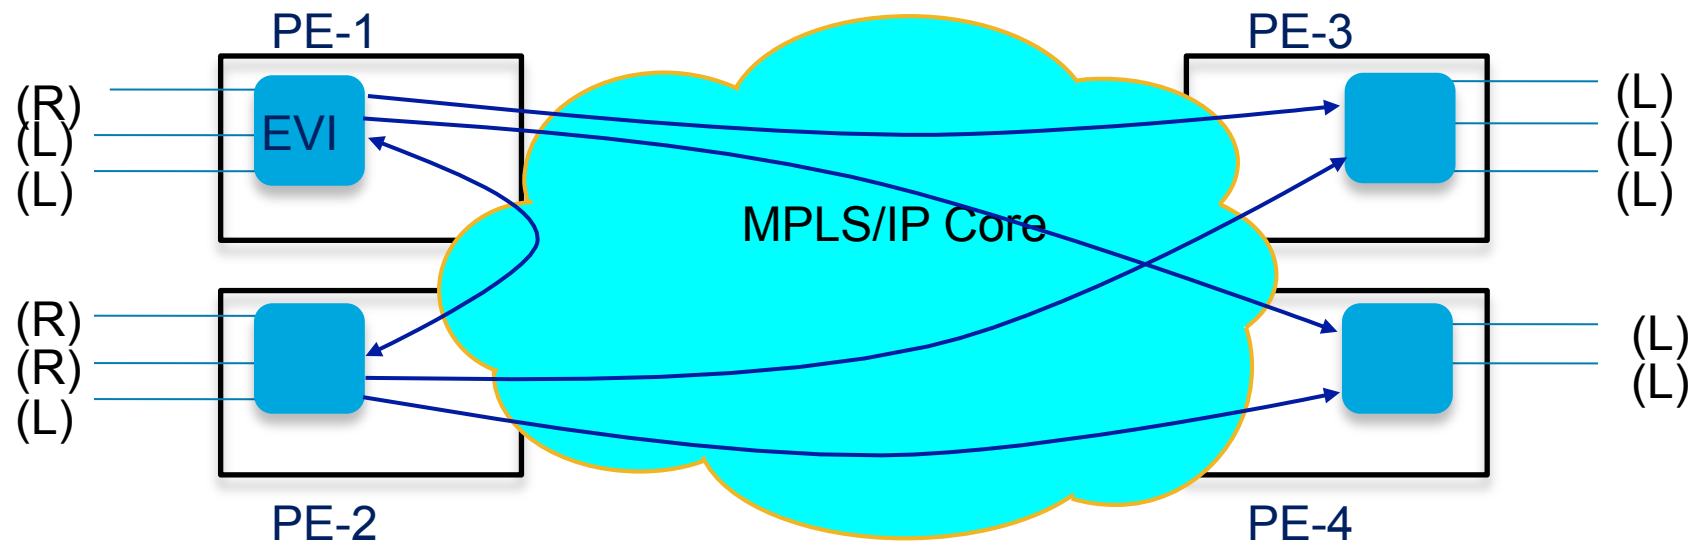 PE-1
PE-3
(R)
(L)
(L)
EVI
(L)
(L)
(L)
MPLS/IP Core
(R)
(R)
(L)
(L)
(L)
PE-2
PE-4